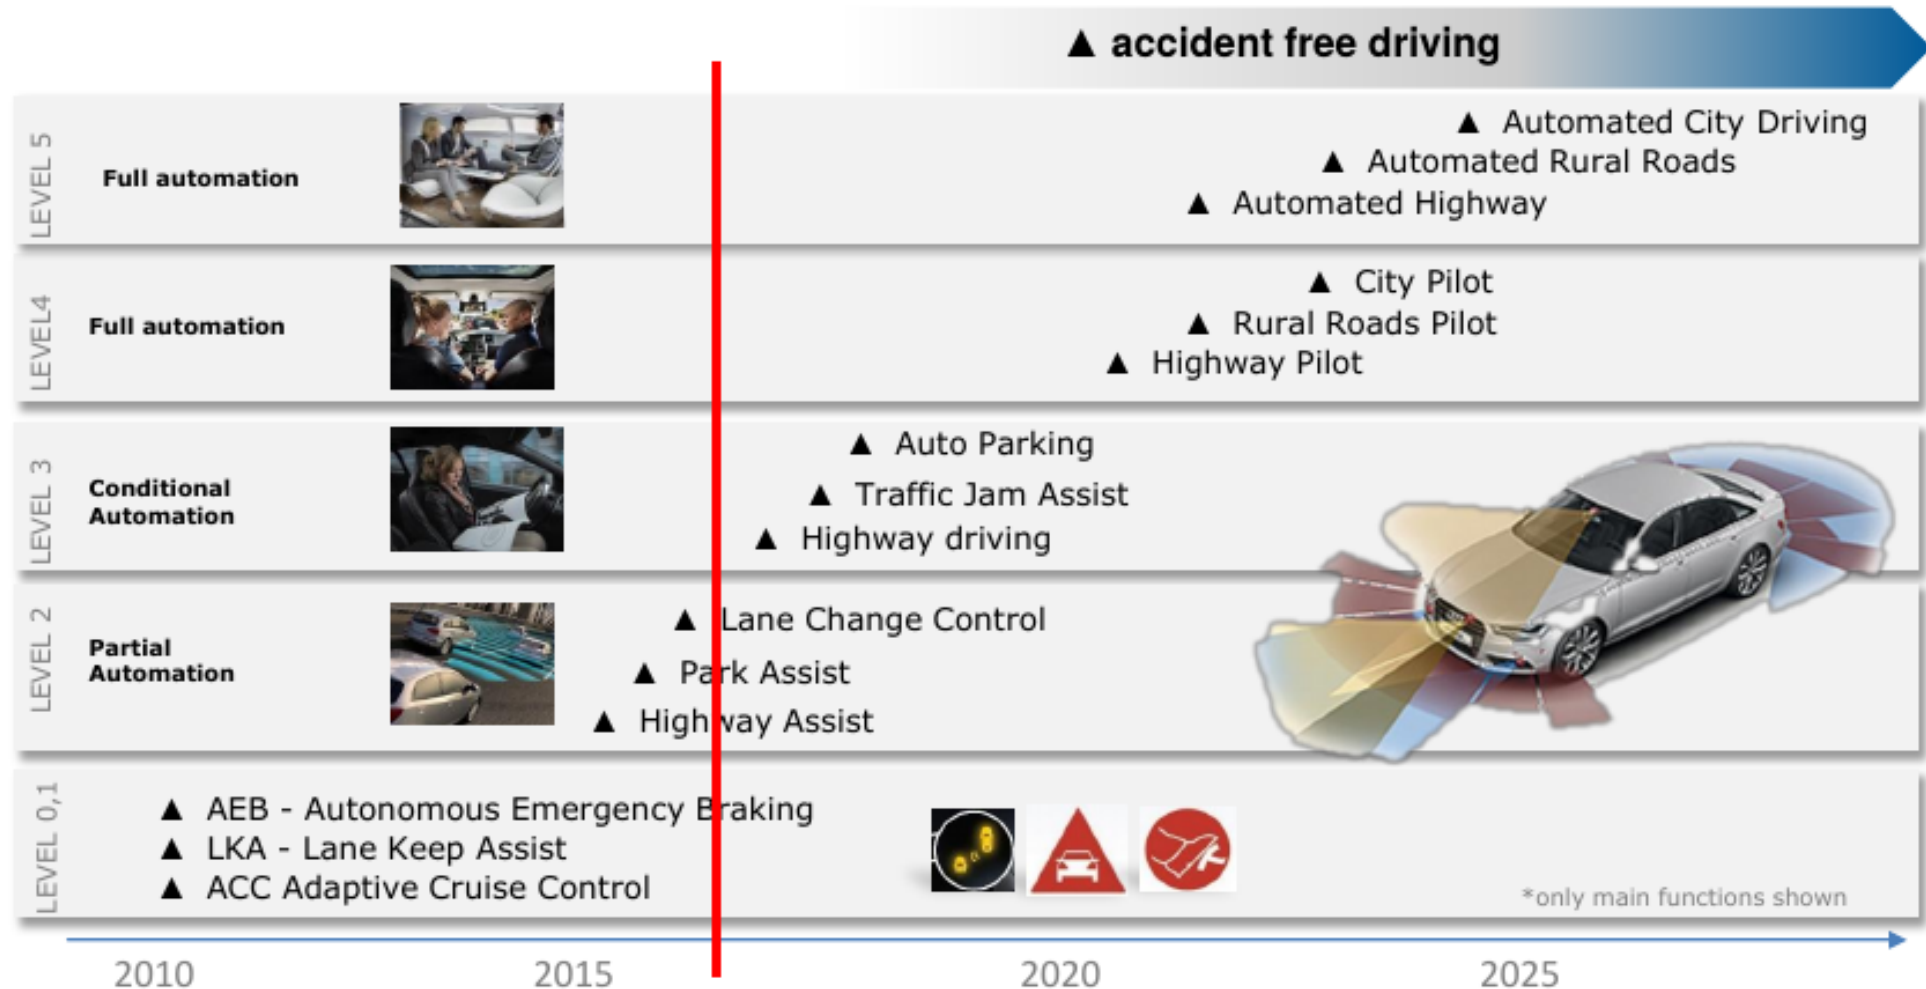 ▲ accident free driving
LEVEL 5
Full automation
▲ Automated City Driving
▲ Automated Rural Roads
▲ Automated Highway
LEVEL4
Full automation
▲ City Pilot
▲ Rural Roads Pilot
▲ Highway Pilot
LEVEL 3
Conditional
Automation
▲ Auto Parking
▲ Traffic Jam Assist
▲ Highway driving
LEVEL 2
Partial
Automation
▲ Lane Change Control
▲ Park Assist
▲ Highway Assist
LEVEL 0,1
▲ AEB - Autonomous Emergency Braking
▲ LKA - Lane Keep Assist
▲ ACC Adaptive Cruise Control
*only main functions shown
2010 2015 2020 2025